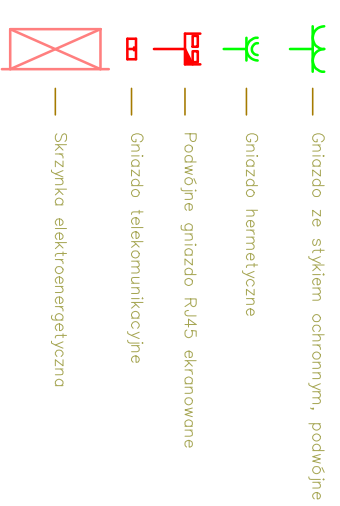 Gniazdo ze stykiem ochronnym, podwójne
Gniazdo hermetyczne
Podwójne gniazdo RJ45 ekranowane
Gniazdo telekomunikacyjne
Skrzynka elektroenergetyczna